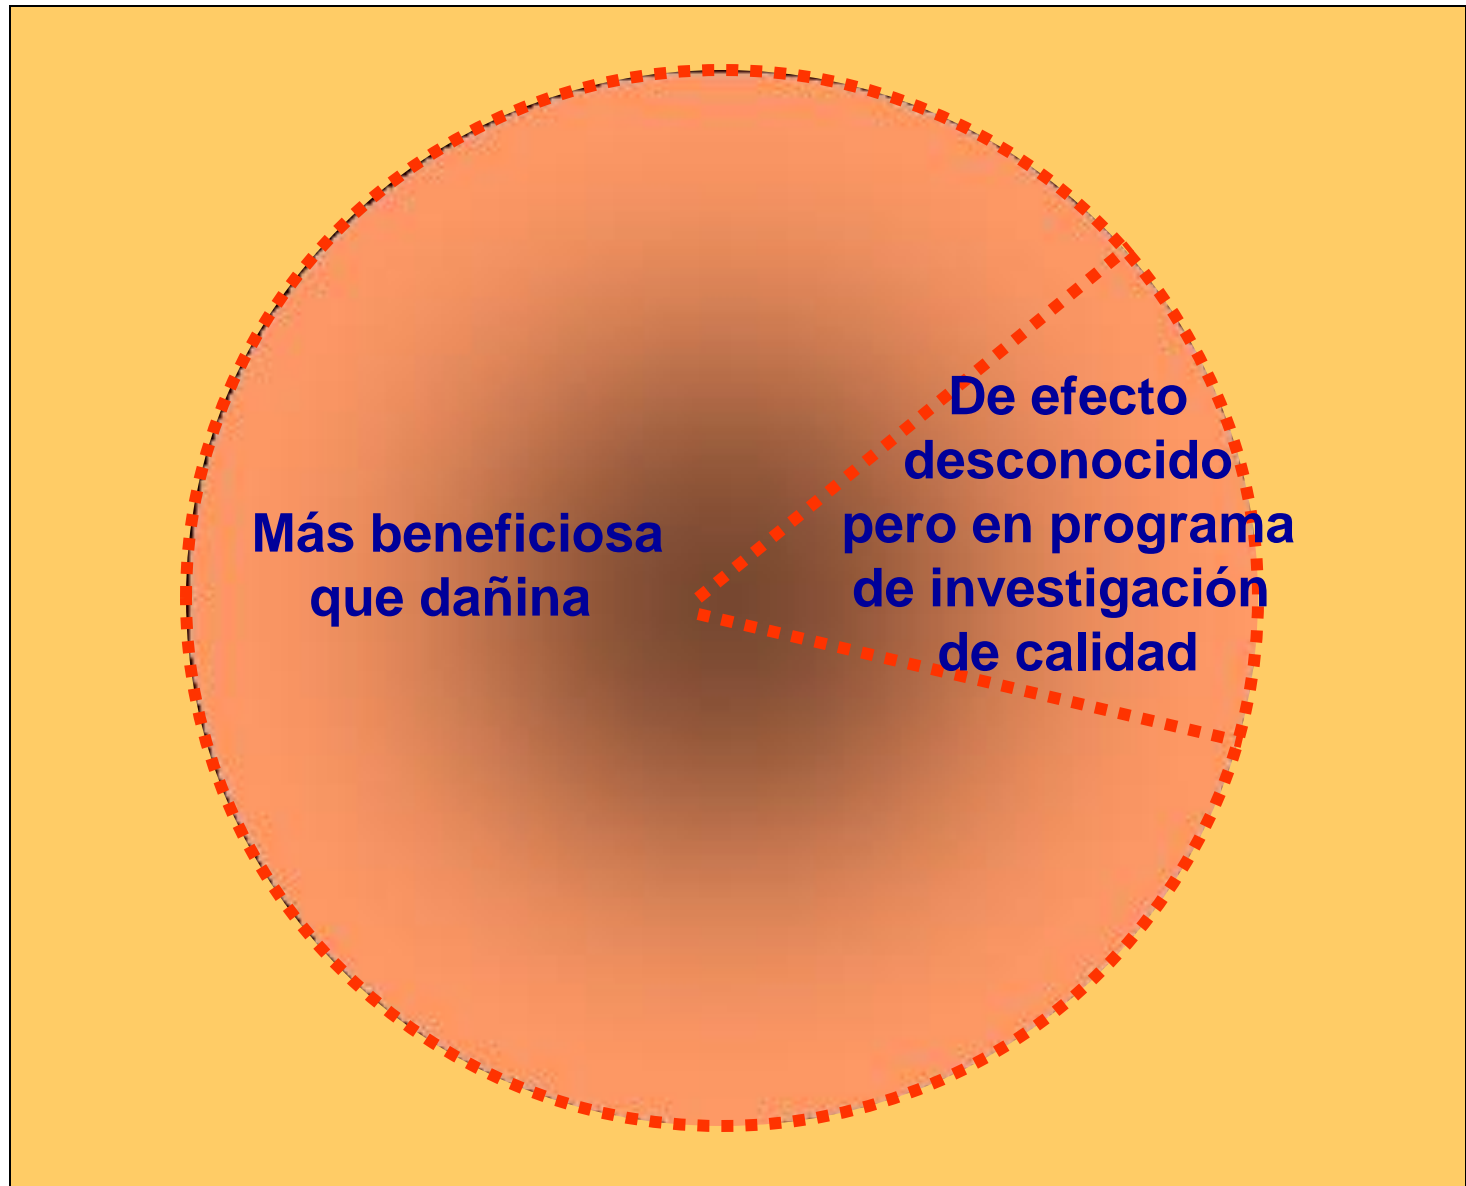 Más beneficiosa
que dañina
De efecto
desconocido
pero en programa
de investigación
de calidad